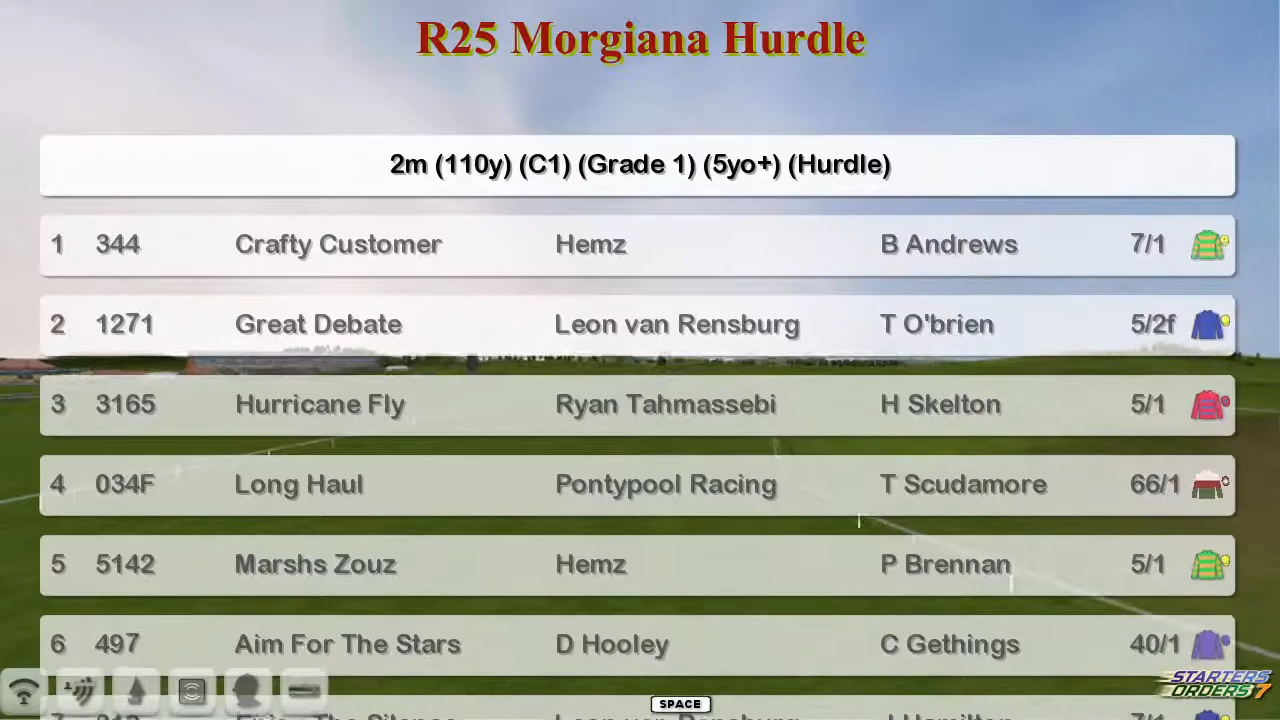 R25 Morgiana Hurdle
2m (110y) (C1) (Grade 1) (5yo+) (Hurdle)
1 344 Crafty Customer Hemz B Andrews 7/1
2 1271 Great Debate Leon van Rensburg T O'brien 5/2f
3 3165 Hurricane Fly Ryan Tahmassebi H Skelton 5/1
4 034F Long Haul Pontypool Racing T Scudamore 66/1
5 5142 Marshs Zouz Hemz P Brennan 5/1
6 497 Aim For The Stars D Hooley C Gethings 40/1
STARTERS
ORDERS 7
SPACE